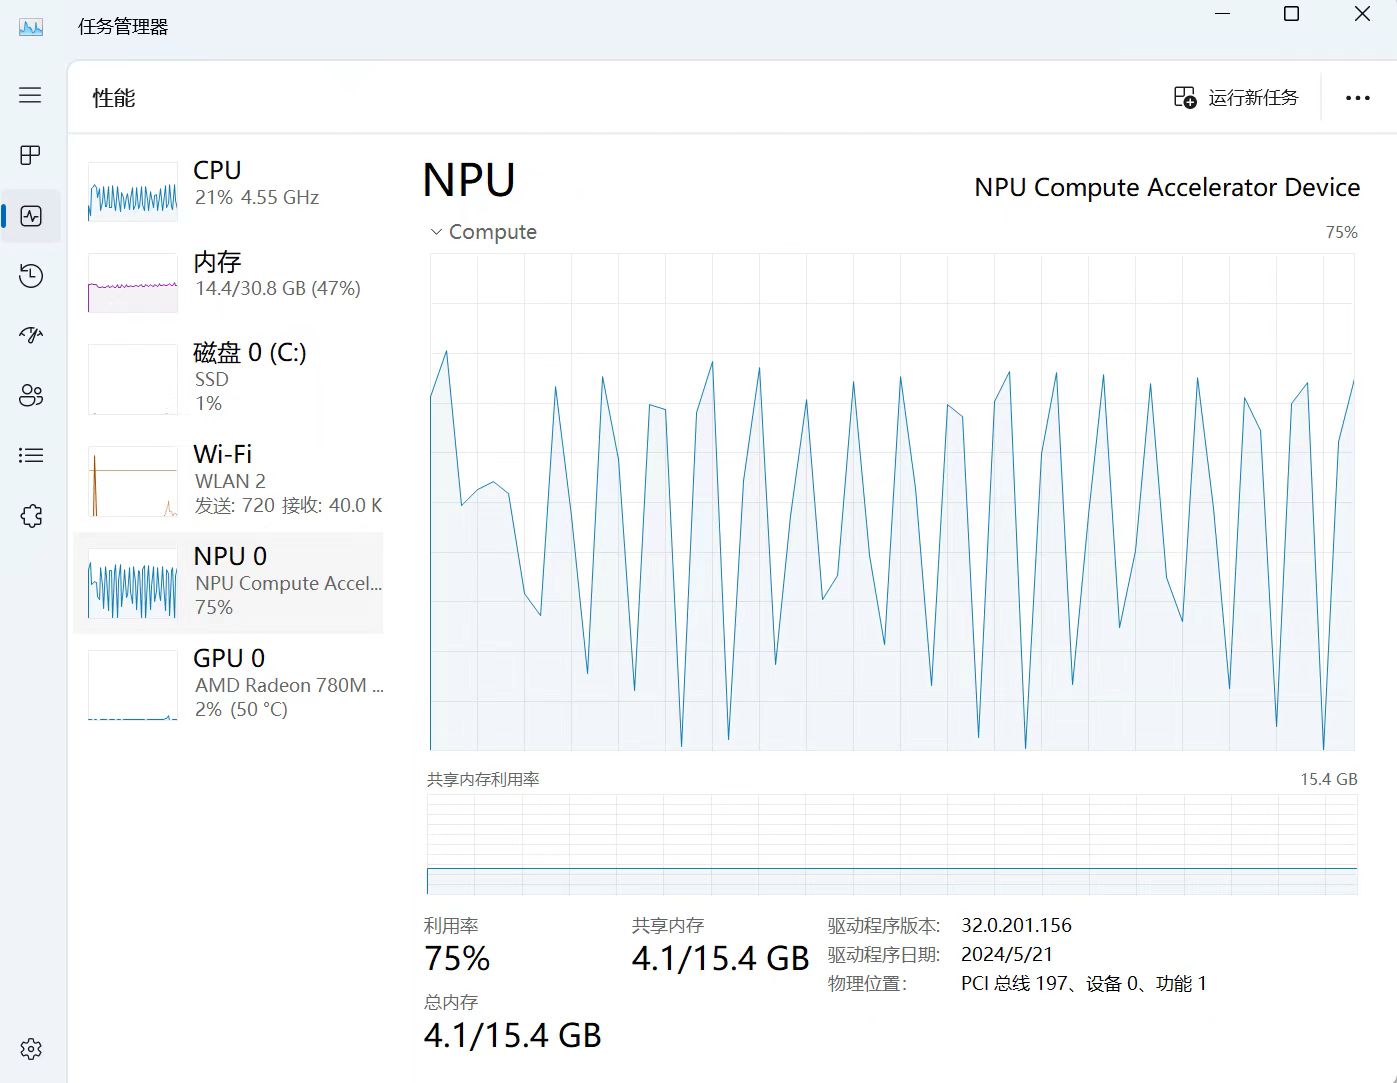 任务管理器
性能
运行新任务
CPU
21% 4.55 GHz
内存
14.4/30.8 GB (47%)
磁盘 0 (C:)
SSD
1%
Wi-Fi
WLAN 2
发送: 720 接收: 40.0 K
NPU 0
NPU Compute Accel...
75%
GPU 0
AMD Radeon 780M ...
2% (50 °C)
NPU
NPU Compute Accelerator Device
Compute
75%
共享内存利用率
15.4 GB
利用率
75%
共享内存
4.1/15.4 GB
总内存
4.1/15.4 GB
驱动程序版本: 32.0.201.156
驱动程序日期: 2024/5/21
物理位置: PCI 总线 197、设备 0、功能 1